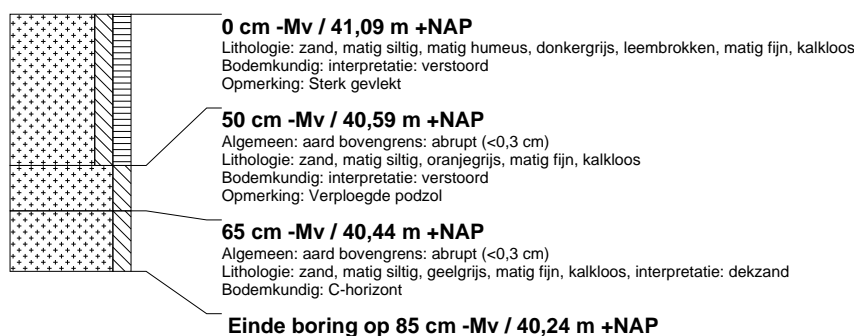 0 cm -Mv / 41,09 m +NAP
Lithologie: zand, matig siltig, matig humeus, donkergrijs, leembrokken, matig fijn, kalkloos
Bodemkundig: interpretatie: verstoord
Opmerking: Sterk gevlekt
50 cm -Mv / 40,59 m +NAP
Algemeen: aard bovengrens: abrupt (<0,3 cm)
Lithologie: zand, matig siltig, oranjegrijs, matig fijn, kalkloos
Bodemkundig: interpretatie: verstoord
Opmerking: Verploegde podzol
65 cm -Mv / 40,44 m +NAP
Algemeen: aard bovengrens: abrupt (<0,3 cm)
Lithologie: zand, matig siltig, geelgrijs, matig fijn, kalkloos, interpretatie: dekzand
Bodemkundig: C-horizont
Einde boring op 85 cm -Mv / 40,24 m +NAP